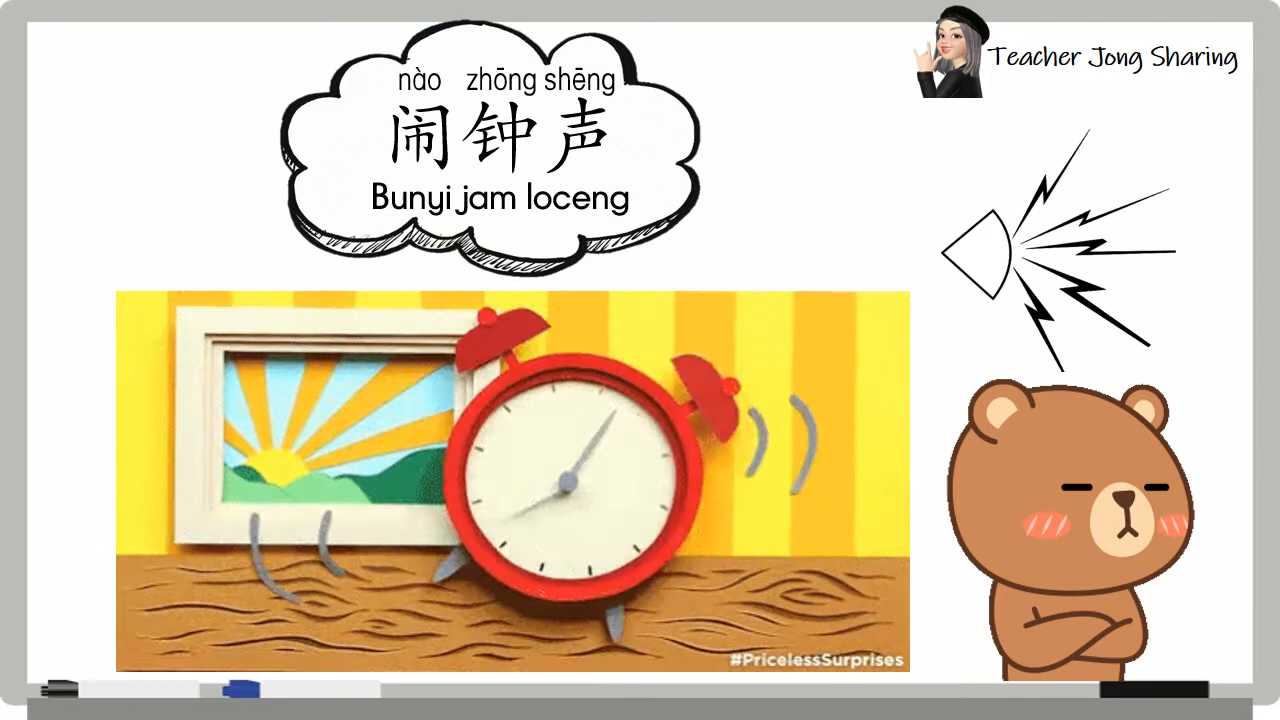 Teacher Jong Sharing
nào zhōng shēng
闹钟声
Bunyi jam loceng
#PricelessSurprises